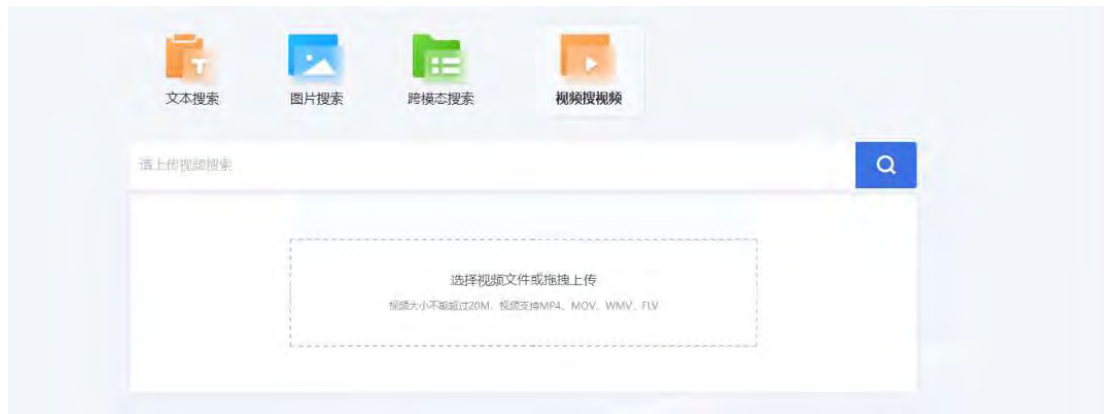 T
文本搜索
图片搜索
跨模态搜索
视频搜视频
请上传视频搜索
选择视频文件或拖拽上传
视频大小不能超过20M，视频支持MP4、MOV、WMV、FLV